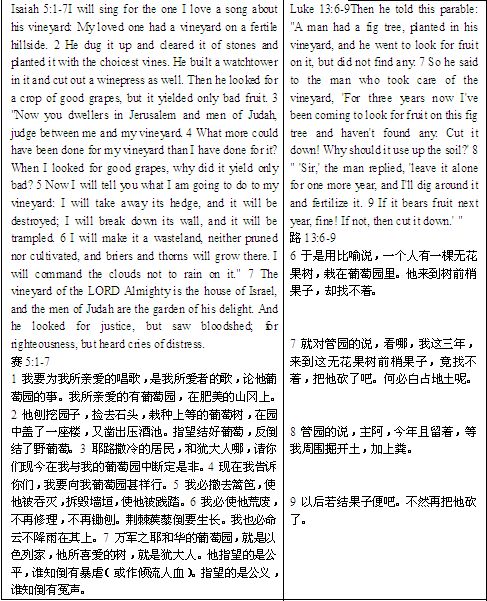 Isaiah 5:1-7I will sing for the one I love a song about
his vineyard: My loved one had a vineyard on a fertile
hillside. 2 He dug it up and cleared it of stones and
planted it with the choicest vines. He built a watchtower
in it and cut out a winepress as well. Then he looked for
a crop of good grapes, but it yielded only bad fruit. 3
"Now you dwellers in Jerusalem and men of Judah,
judge between me and my vineyard. 4 What more could
have been done for my vineyard than I have done for it?
When I looked for good grapes, why did it yield only
bad? 5 Now I will tell you what I am going to do to my
vineyard: I will take away its hedge, and it will be
destroyed; I will break down its wall, and it will be
trampled. 6 I will make it a wasteland, neither pruned
nor cultivated, and briers and thorns will grow there. I
will command the clouds not to rain on it." 7 The
vineyard of the LORD Almighty is the house of Israel,
and the men of Judah are the garden of his delight. And
he looked for justice, but saw bloodshed; for
righteousness, but heard cries of distress.
赛 5:1-7
1 我要为我所亲爱的唱歌，是我所爱者的歌，论他葡
萄园的事。我所亲爱的有葡萄园，在肥美的山冈上。
2 他刨挖园子，捡去石头，栽种上等的葡萄树，在园
中盖了一座楼，又凿出压酒池。指望结好葡萄，反倒
结了野葡萄。 3 耶路撒冷的居民，和犹大人哪，请你
们现今在我与我的葡萄园中断定是非。4 现在我告诉
你们，我要向我葡萄园甚样行。5 我必撤去篱笆，使
他被吞灭，拆毁墙垣，使他被践踏。6 我必使他荒废，
不再修理，不再锄刨。荆棘蒺藜倒要生长。我也必命
云不降雨在其上。7 万军之耶和华的葡萄园，就是以
色列家，他所喜爱的树，就是犹大人。他指望的是公
平，谁知倒有暴虐（或作倾流人血）。指望的是公义，
谁知倒有冤声。
Luke 13:6-9Then he told this parable:
"A man had a fig tree, planted in his
vineyard, and he went to look for fruit
on it, but did not find any. 7 So he said
to the man who took care of the
vineyard, 'For three years now I've
been coming to look for fruit on this fig
tree and haven't found any. Cut it
down! Why should it use up the soil?' 8
" 'Sir,' the man replied, 'leave it alone
for one more year, and I'll dig around it
and fertilize it. 9 If it bears fruit next
year, fine! If not, then cut it down.' "
路 13:6-9
6 于是用比喻说，一个人有一棵无花
果树，栽在葡萄园里。他来到树前梢
果子，却找不着。
7 就对管园的说，看哪，我这三年，
来到这无花果树前梢果子，竟找不
着，把他砍了吧。何必白占地土呢。
8 管园的说，主阿，今年且留着，等
我周围掘开土，加上粪。
9 以后若结果子便吧。不然再把他砍
了。